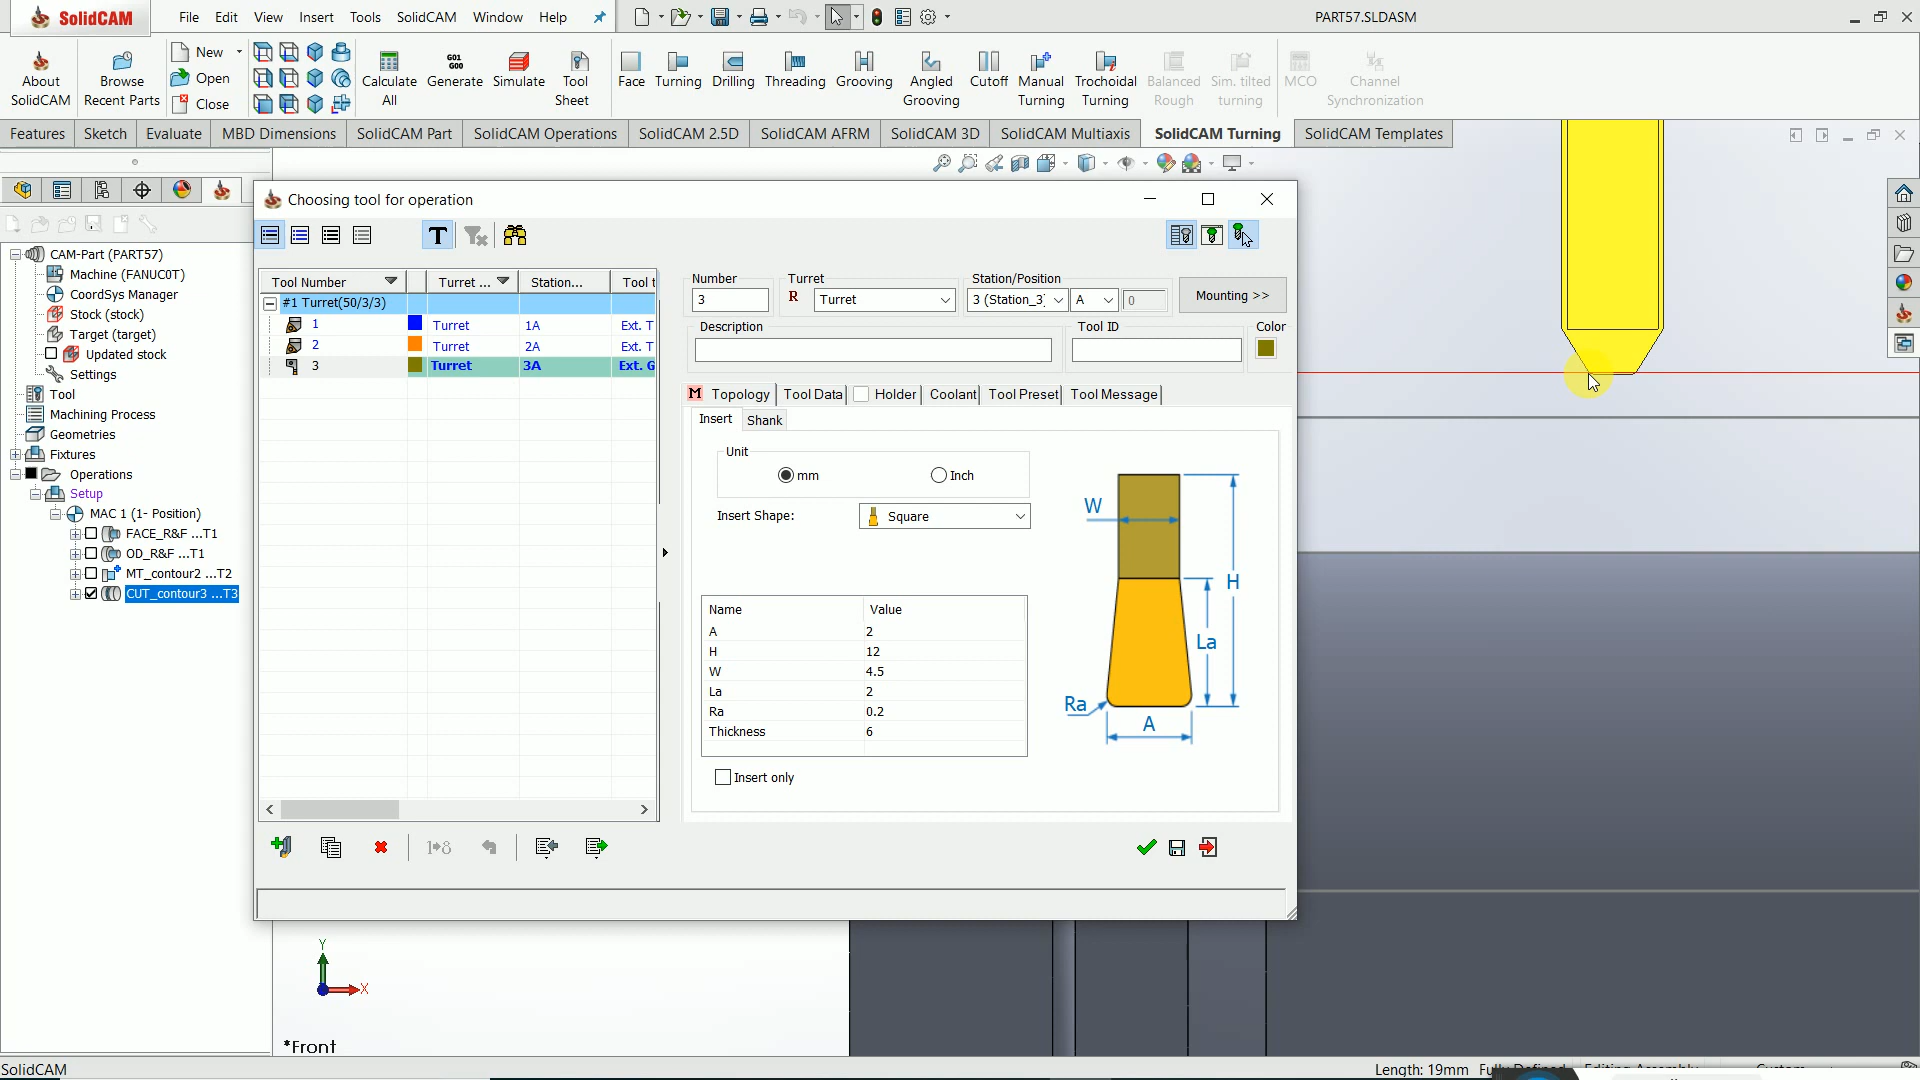 SolidCAM
File Edit View Insert Tools SolidCAM Window Help
PART57.SLDASM
About SolidCAM
Browse Recent Parts
New
Open
Close
Calculate All
G01 G00
Generate
Simulate
Tool Sheet
Face
Turning
Drilling
Threading
Grooving
Angled Grooving
Cutoff
Manual Turning
Trochoidal Turning
Balanced Rough
Sim. tilted turning
MCO
Channel Synchronization
Features Sketch Evaluate MBD Dimensions SolidCAM Part SolidCAM Operations SolidCAM 2.5D SolidCAM AFRM SolidCAM 3D SolidCAM Multiaxis SolidCAM Turning SolidCAM Templates
CAM-Part (PART57)
Machine (FANUC0T)
CoordSys Manager
Stock (stock)
Target (target)
Updated stock
Settings
Tool
Machining Process
Geometries
Fixtures
Operations
Setup
MAC 1 (1- Position)
FACE_R&F ...T1
OD_R&F ...T1
MT_contour2 ...T2
CUT_contour3 ...T3
Choosing tool for operation
T
Tool Number Turret ... Station... Tool t
#1 Turret(50/3/3)
1 Turret 1A Ext. T
2 Turret 2A Ext. T
3 Turret 3A Ext. G
Number Turret Station/Position
3 R Turret 3 (Station_3) A 0 Mounting >>
Description Tool ID Color
M Topology Tool Data Holder Coolant Tool Preset Tool Message
Insert Shank
Unit
mm Inch
Insert Shape: Square
Name Value
A 2
H 12
W 4.5
La 2
Ra 0.2
Thickness 6
Insert only
W
H
La
Ra
A
1➔8
Y
X
*Front
SolidCAM
Length: 19mm